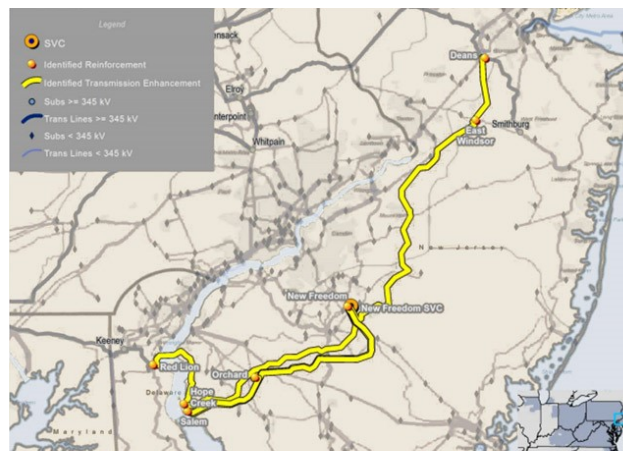 Legend
SVC
Identified Reinforcement
Identified Transmission Enhancement
Subs >= 345 kV
Trans Lines >= 345 kV
Subs < 345 kV
Trans Lines < 345 kV
Elroy
Whitpain
Deans
Smithburg
East
Windsor
New Jersey
New Freedom
New Freedom SVC
Keeney
Red Lion
Orchard
Hope
Creek
Salem
Delaware
Maryland
Camden